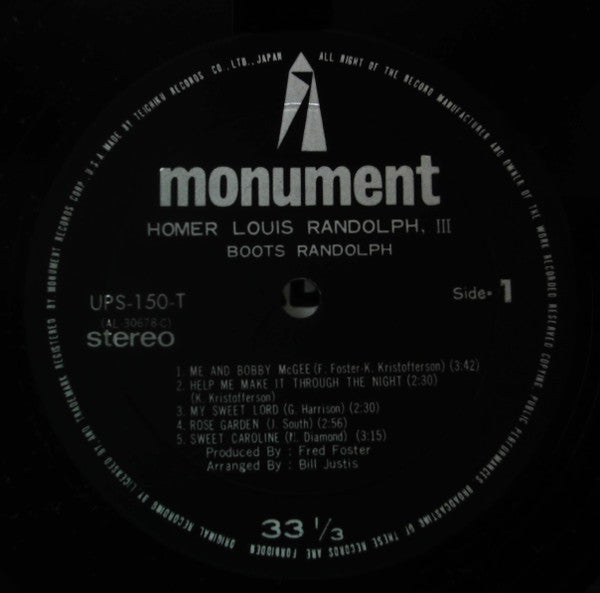 ALL RIGHT OF THE RECORD MANUFACTURER AND OWNER OF THE WORK RECORDED RESERVED COPYING PUBLIC PERFORMANCES BROADCASTING OF THESE RECORDS ARE FORBIDDEN
ORIGINAL RECORDING BY LICENSED BY, AND TRADEMARK REGISTERED BY MONUMENT RECORDS CORP. U.S.A. MADE BY TEICHIKU RECORDS CO., LTD., JAPAN
monument
HOMER LOUIS RANDOLPH, III
BOOTS RANDOLPH
UPS-150-T
Side- 1
(AL-30678-C)
stereo
1. ME AND BOBBY McGEE (F. Foster-K. Kristofferson) (3:42)
2. HELP ME MAKE IT THROUGH THE NIGHT (2:30)
(K. Kristofferson)
3. MY SWEET LORD (G. Harrison) (2:30)
4. ROSE GARDEN (J. South) (2:56)
5. SWEET CAROLINE (N. Diamond) (3:15)
Produced By : Fred Foster
Arranged By : Bill Justis
33 1/3